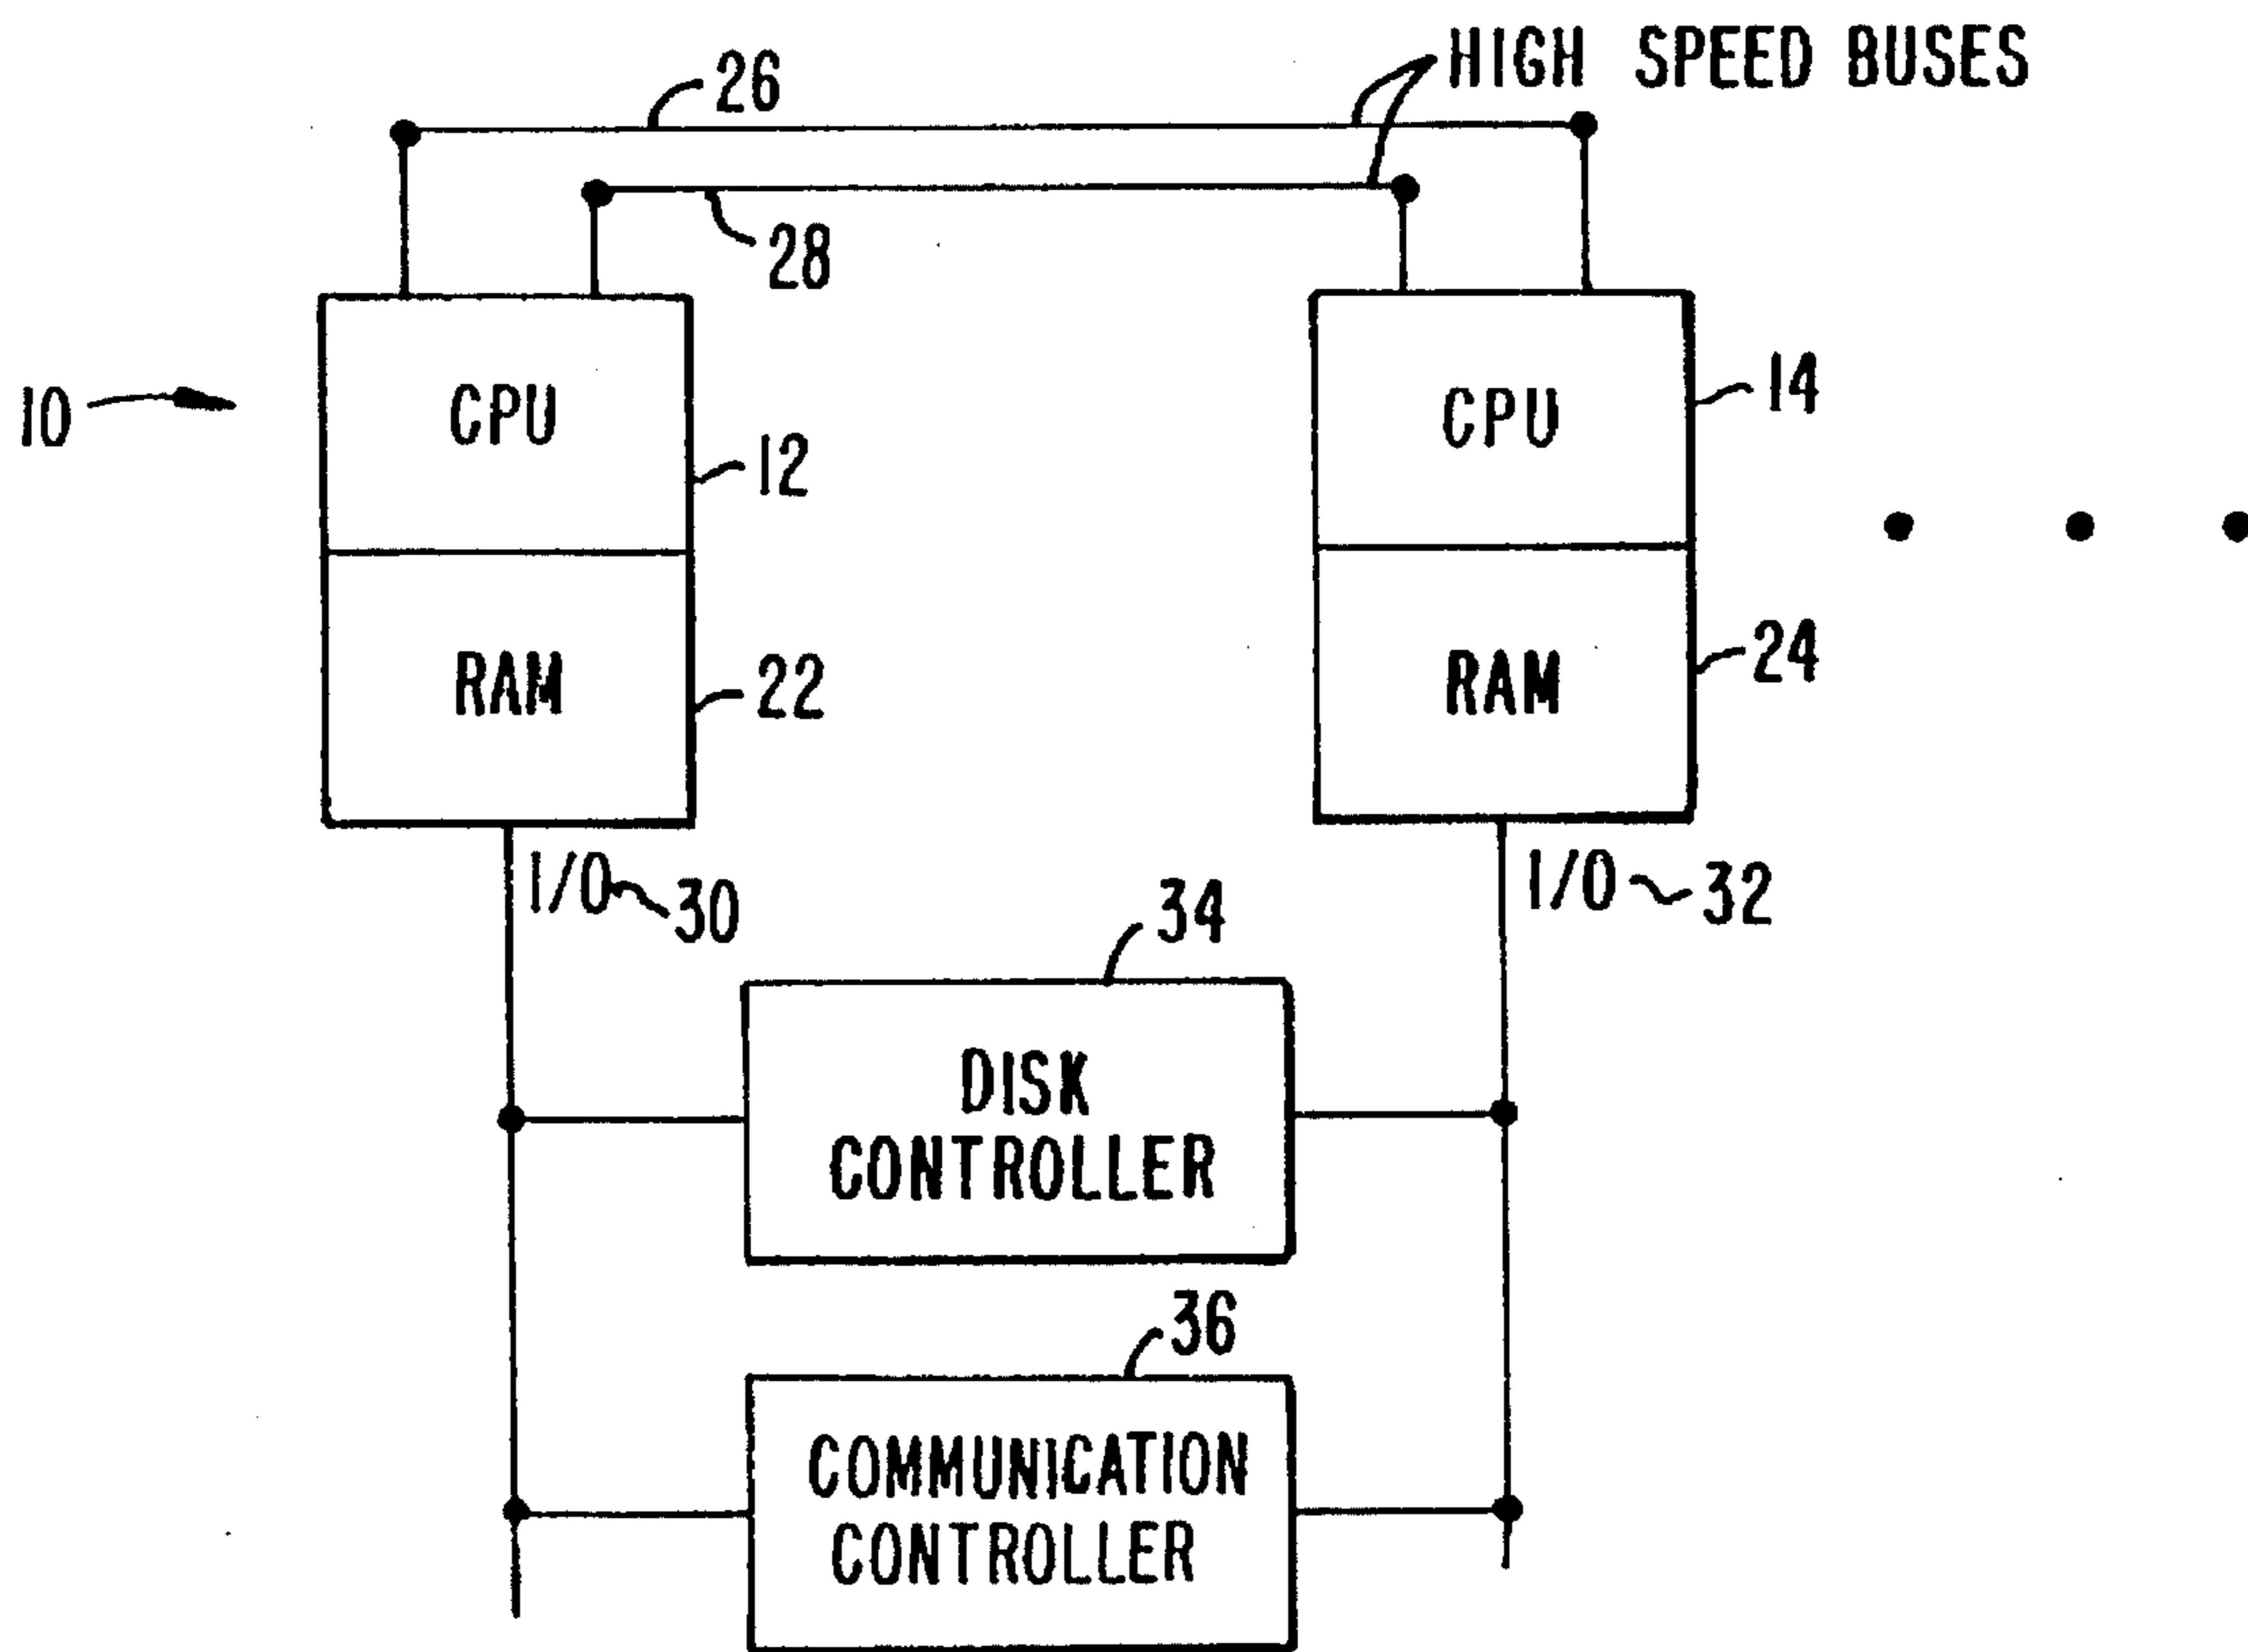 HIGH SPEED BUSES
26
28
10
CPU
12
CPU
14
RAM
22
RAM
24
I/O
30
I/O
32
34
DISK
CONTROLLER
36
COMMUNICATION
CONTROLLER